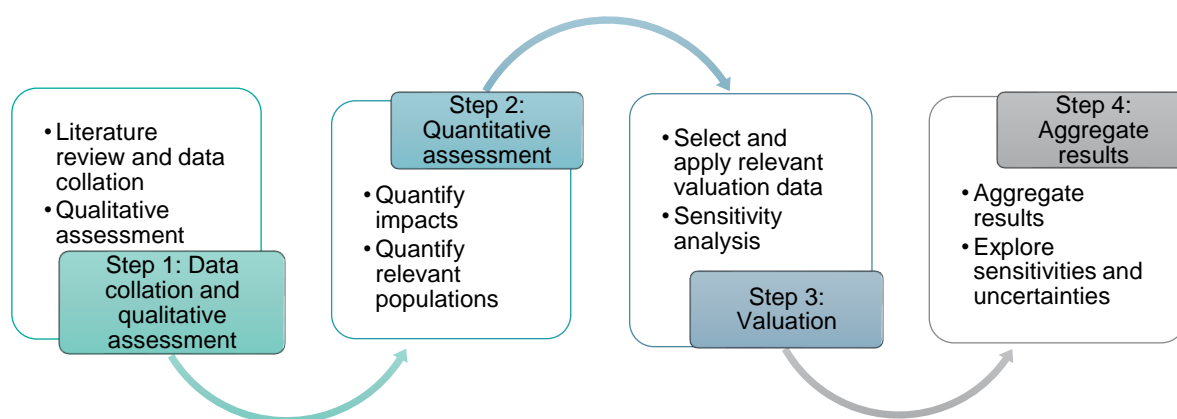 • Literature
review and data
collation
• Qualitative
assessment
Step 1: Data
collation and
qualitative
assessment
Step 2:
Quantitative
assessment
• Quantify
impacts
• Quantify
relevant
populations
• Select and
apply relevant
valuation data
• Sensitivity
analysis
Step 3:
Valuation
Step 4:
Aggregate
results
• Aggregate
results
• Explore
sensitivities and
uncertainties